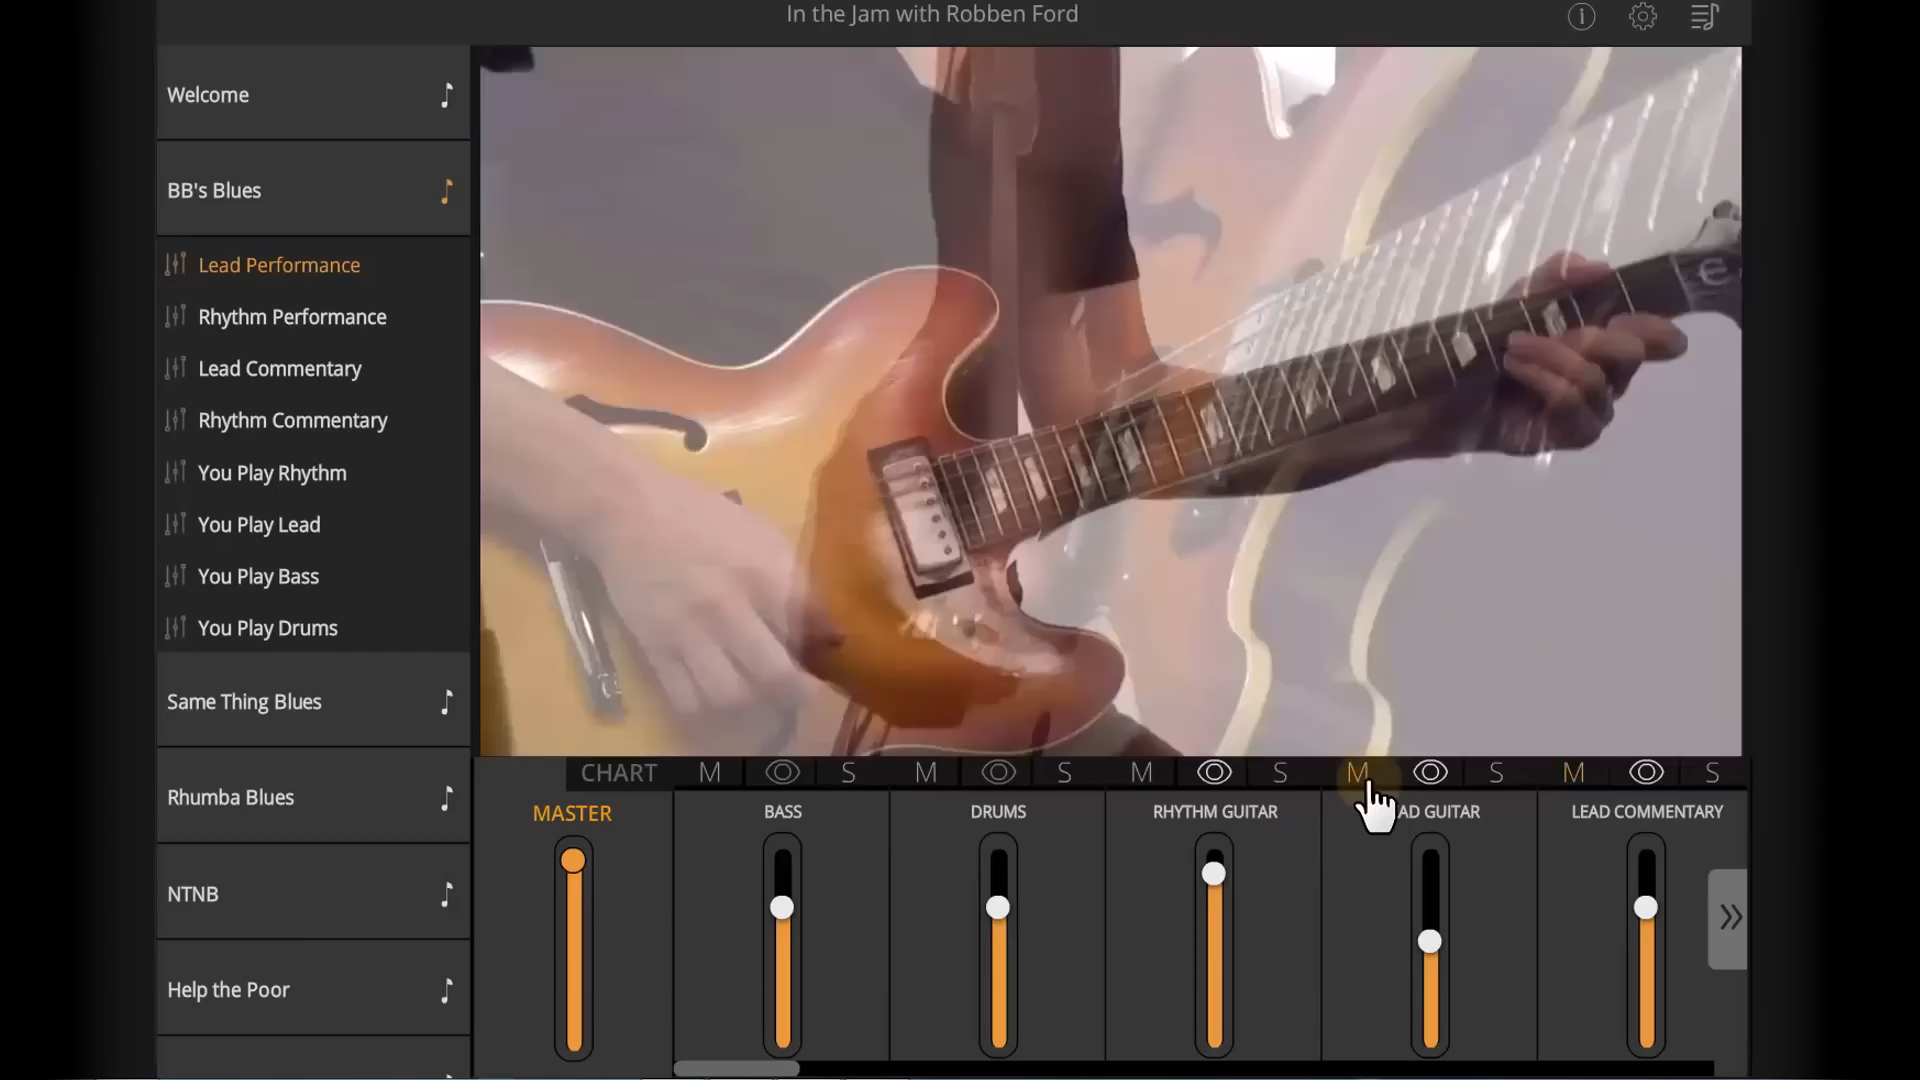 In the Jam with Robben Ford
Welcome
BB's Blues
Lead Performance
Rhythm Performance
Lead Commentary
Rhythm Commentary
You Play Rhythm
You Play Lead
You Play Bass
You Play Drums
Same Thing Blues
Rhumba Blues
NTNB
Help the Poor
CHART M S M S M S M S M S
MASTER BASS DRUMS RHYTHM GUITAR GUITAR LEAD COMMENTARY